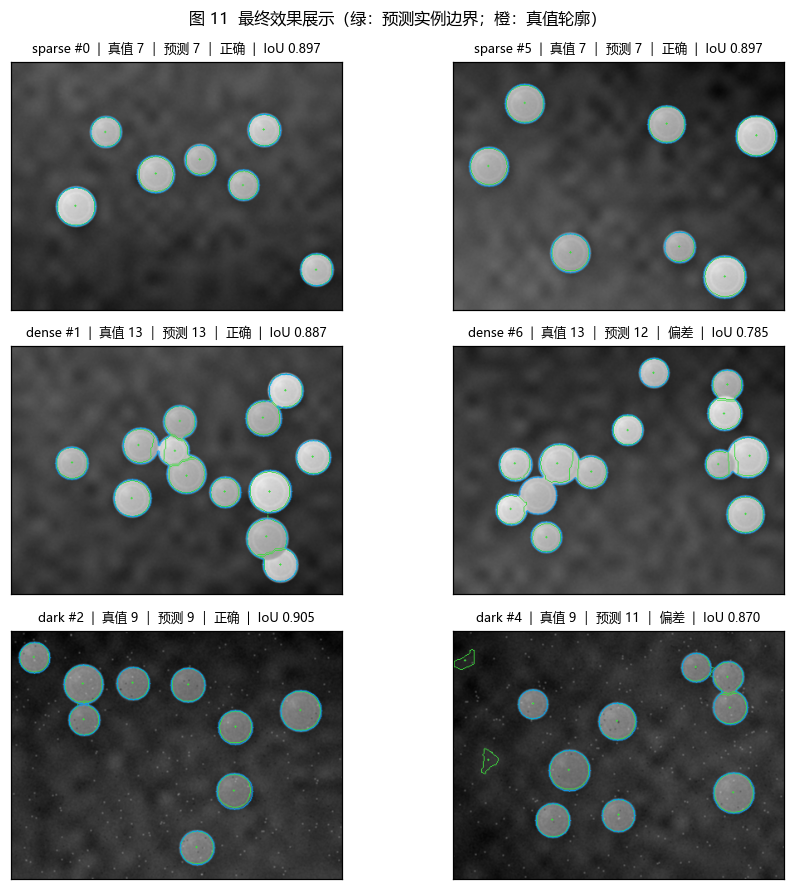 图 11 最终效果展示（绿：预测实例边界；橙：真值轮廓）
sparse #0 | 真值 7 | 预测 7 | 正确 | IoU 0.897
sparse #5 | 真值 7 | 预测 7 | 正确 | IoU 0.897
dense #1 | 真值 13 | 预测 13 | 正确 | IoU 0.887
dense #6 | 真值 13 | 预测 12 | 偏差 | IoU 0.785
dark #2 | 真值 9 | 预测 9 | 正确 | IoU 0.905
dark #4 | 真值 9 | 预测 11 | 偏差 | IoU 0.870